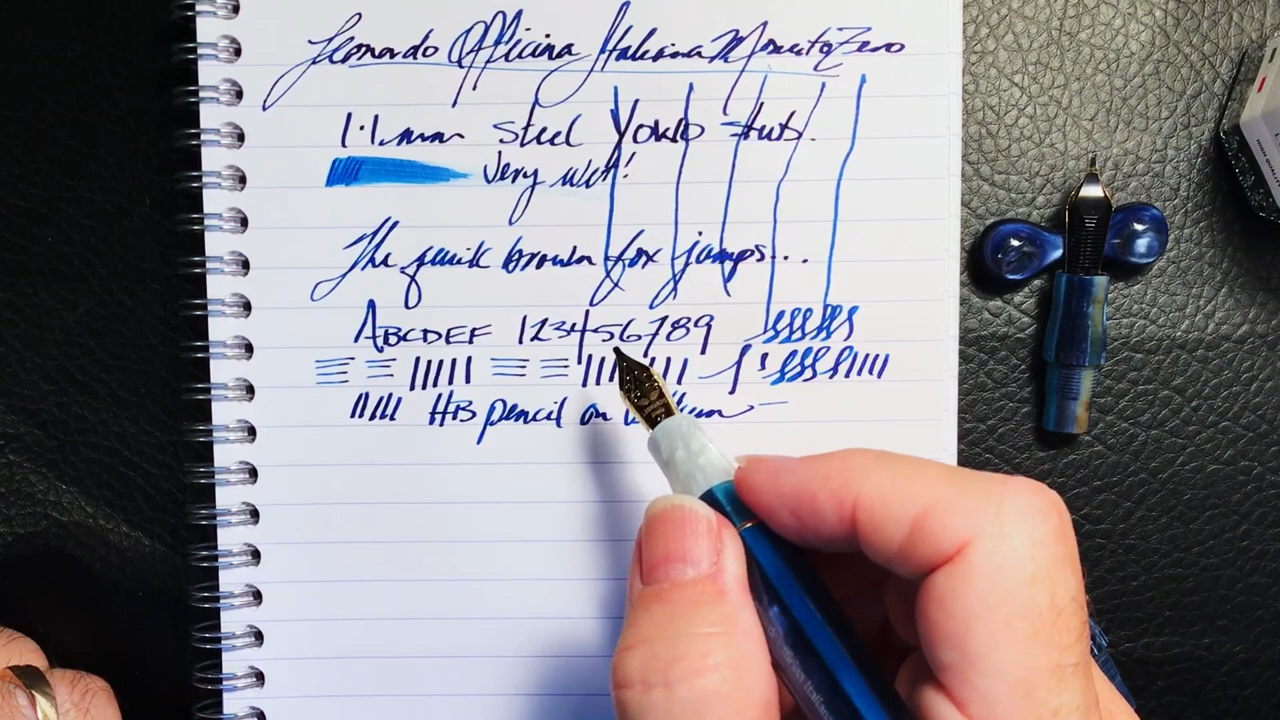 Leonardo Officina Italiana Momento Zero
1.1mm steel Yowo stub.
Very wet!
The quick brown fox jumps...
ABCDEF 123456789
HB pencil on